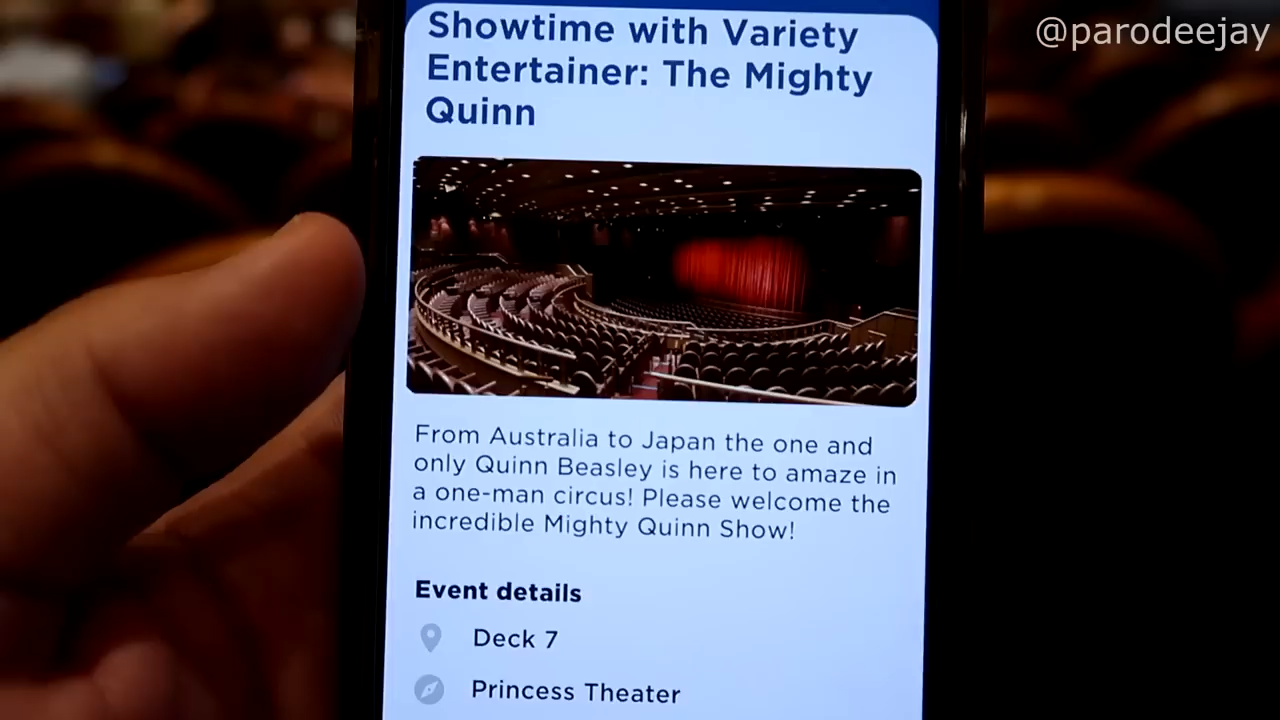 @parodeejay
Showtime with Variety
Entertainer: The Mighty
Quinn
From Australia to Japan the one and
only Quinn Beasley is here to amaze in
a one-man circus! Please welcome the
incredible Mighty Quinn Show!
Event details
Deck 7
Princess Theater